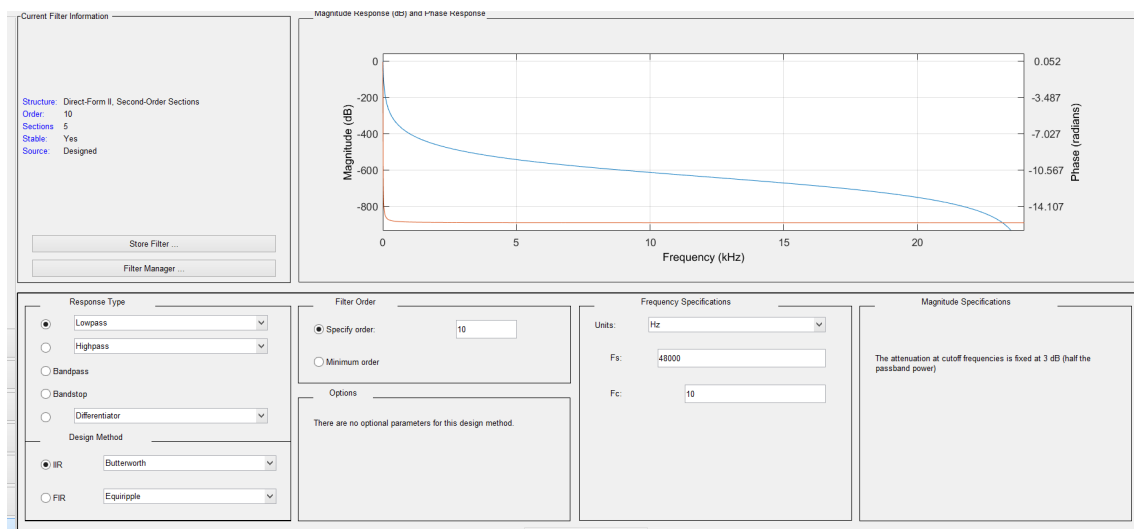 Current Filter Information
Structure: Direct-Form II, Second-Order Sections
Order: 10
Sections 5
Stable: Yes
Source: Designed
Store Filter ...
Filter Manager ...
Magnitude Response (dB) and Phase Response
Magnitude (dB)
0
-200
-400
-600
-800
0.052
-3.487
-7.027
-10.567
-14.107
Phase (radians)
0 5 10 15 20
Frequency (kHz)
Response Type
Lowpass
Highpass
Bandpass
Bandstop
Differentiator
Design Method
IIR Butterworth
FIR Equiripple
Filter Order
Specify order: 10
Minimum order
Options
There are no optional parameters for this design method.
Frequency Specifications
Units: Hz
Fs: 48000
Fc: 10
Magnitude Specifications
The attenuation at cutoff frequencies is fixed at 3 dB (half the
passband power)